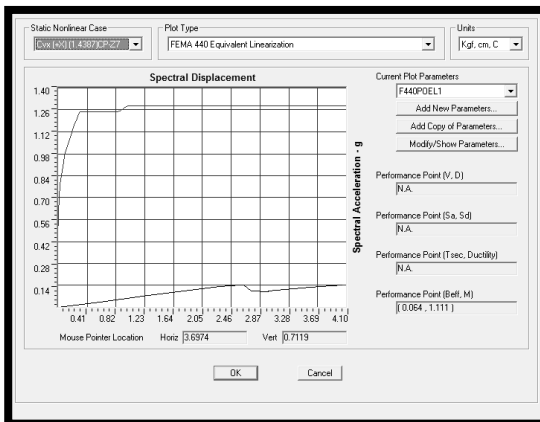 Static Nonlinear Case
Plot Type
Units
Cvx (+X) (1.4387)CP-Z7
FEMA 440 Equivalent Linearization
Kgf, cm, C
Spectral Displacement
Current Plot Parameters
F440POEL1
Add New Parameters...
Add Copy of Parameters...
Modify/Show Parameters...
1.40
1.26
1.12
0.98
0.84
0.70
0.56
0.42
0.28
0.14
Spectral Acceleration - g
0.41 0.82 1.23 1.64 2.05 2.46 2.87 3.28 3.69 4.10
Performance Point (V, D)
N.A.
Performance Point (Sa, Sd)
N.A.
Performance Point (Tsec, Ductility)
N.A.
Performance Point (Beff, M)
( 0.064 , 1.111 )
Mouse Pointer Location Horiz 3.6974 Vert 0.7119
OK Cancel